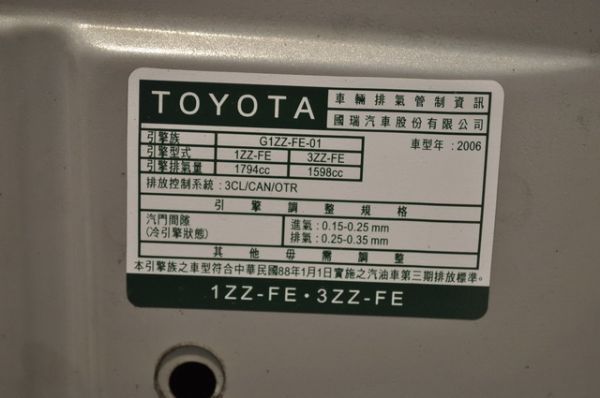 TOYOTA
車輛排氣管制資訊
國瑞汽車股份有限公司
引擎族 G1ZZ-FE-01 車型年:2006
引擎型式 1ZZ-FE 3ZZ-FE
引擎排氣量 1794cc 1598cc
排放控制系統:3CL/CAN/OTR
引擎調整規格
汽門間隙 進氣:0.15-0.25 mm
(冷引擎狀態) 排氣:0.25-0.35 mm
其他毋需調整
本引擎族之車型符合中華民國88年1月1日實施之汽油車第三期排放標準。
1ZZ-FE·3ZZ-FE